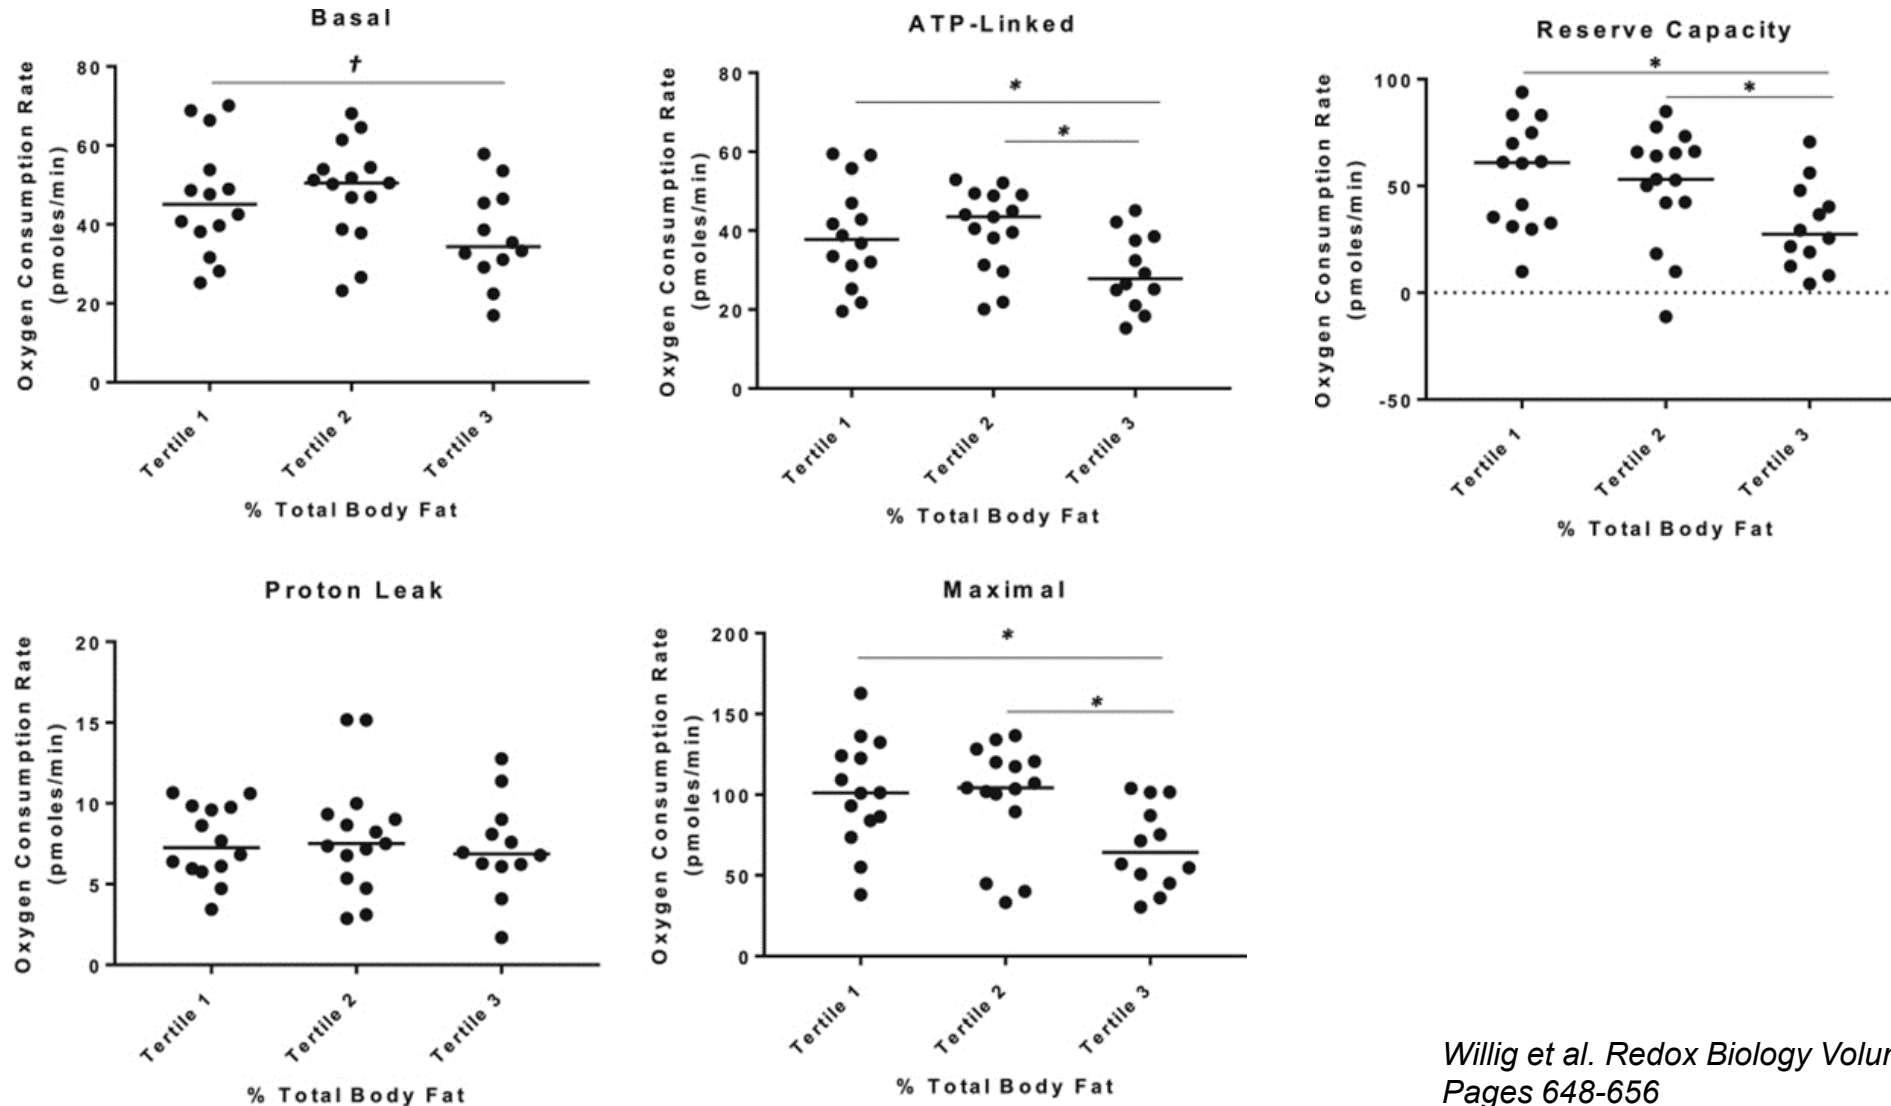 Basal
Oxygen Consumption Rate
(pmoles/min)
80
60
40
20
0
†
Tertile 1
Tertile 2
Tertile 3
% Total Body Fat
ATP-Linked
Oxygen Consumption Rate
(pmoles/min)
80
60
40
20
0
*
*
Tertile 1
Tertile 2
Tertile 3
% Total Body Fat
Reserve Capacity
Oxygen Consumption Rate
(pmoles/min)
100
50
0
-50
*
*
Tertile 1
Tertile 2
Tertile 3
% Total Body Fat
Proton Leak
Oxygen Consumption Rate
(pmoles/min)
20
15
10
5
0
Tertile 1
Tertile 2
Tertile 3
% Total Body Fat
Maximal
Oxygen Consumption Rate
(pmoles/min)
200
150
100
50
0
*
*
Tertile 1
Tertile 2
Tertile 3
% Total Body Fat
Willig et al. Redox Biology
Pages 648-656